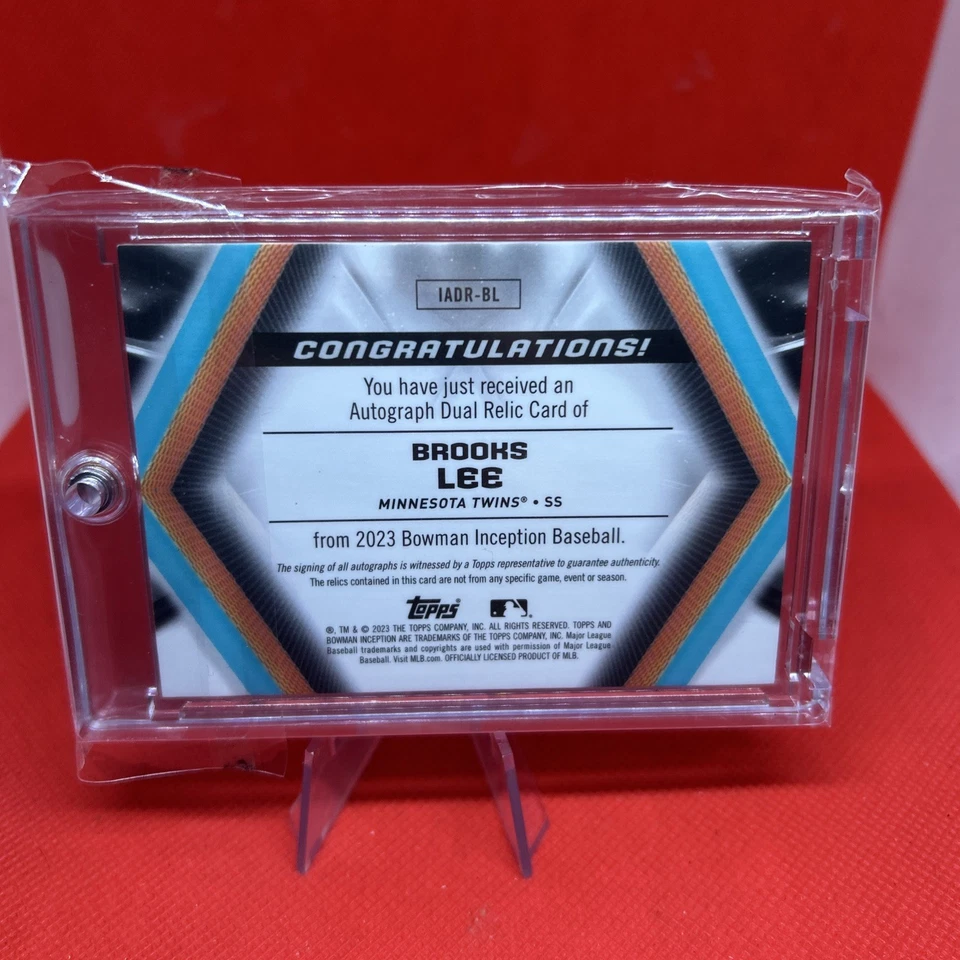 IADR-BL
CONGRATULATIONS!
You have just received an
Autograph Dual Relic Card of
BROOKS
LEE
MINNESOTA TWINS® • SS
from 2023 Bowman Inception Baseball.
The signing of all autographs is witnessed by a Topps representative to guarantee authenticity.
The relics contained in this card are not from any specific game, event or season.
Topps ®
®, TM & © 2023 THE TOPPS COMPANY, INC. ALL RIGHTS RESERVED. TOPPS AND
BOWMAN INCEPTION ARE TRADEMARKS OF THE TOPPS COMPANY, INC. Major League
Baseball trademarks and copyrights are used with permission of Major League
Baseball. Visit MLB.com. OFFICIALLY LICENSED PRODUCT OF MLB.